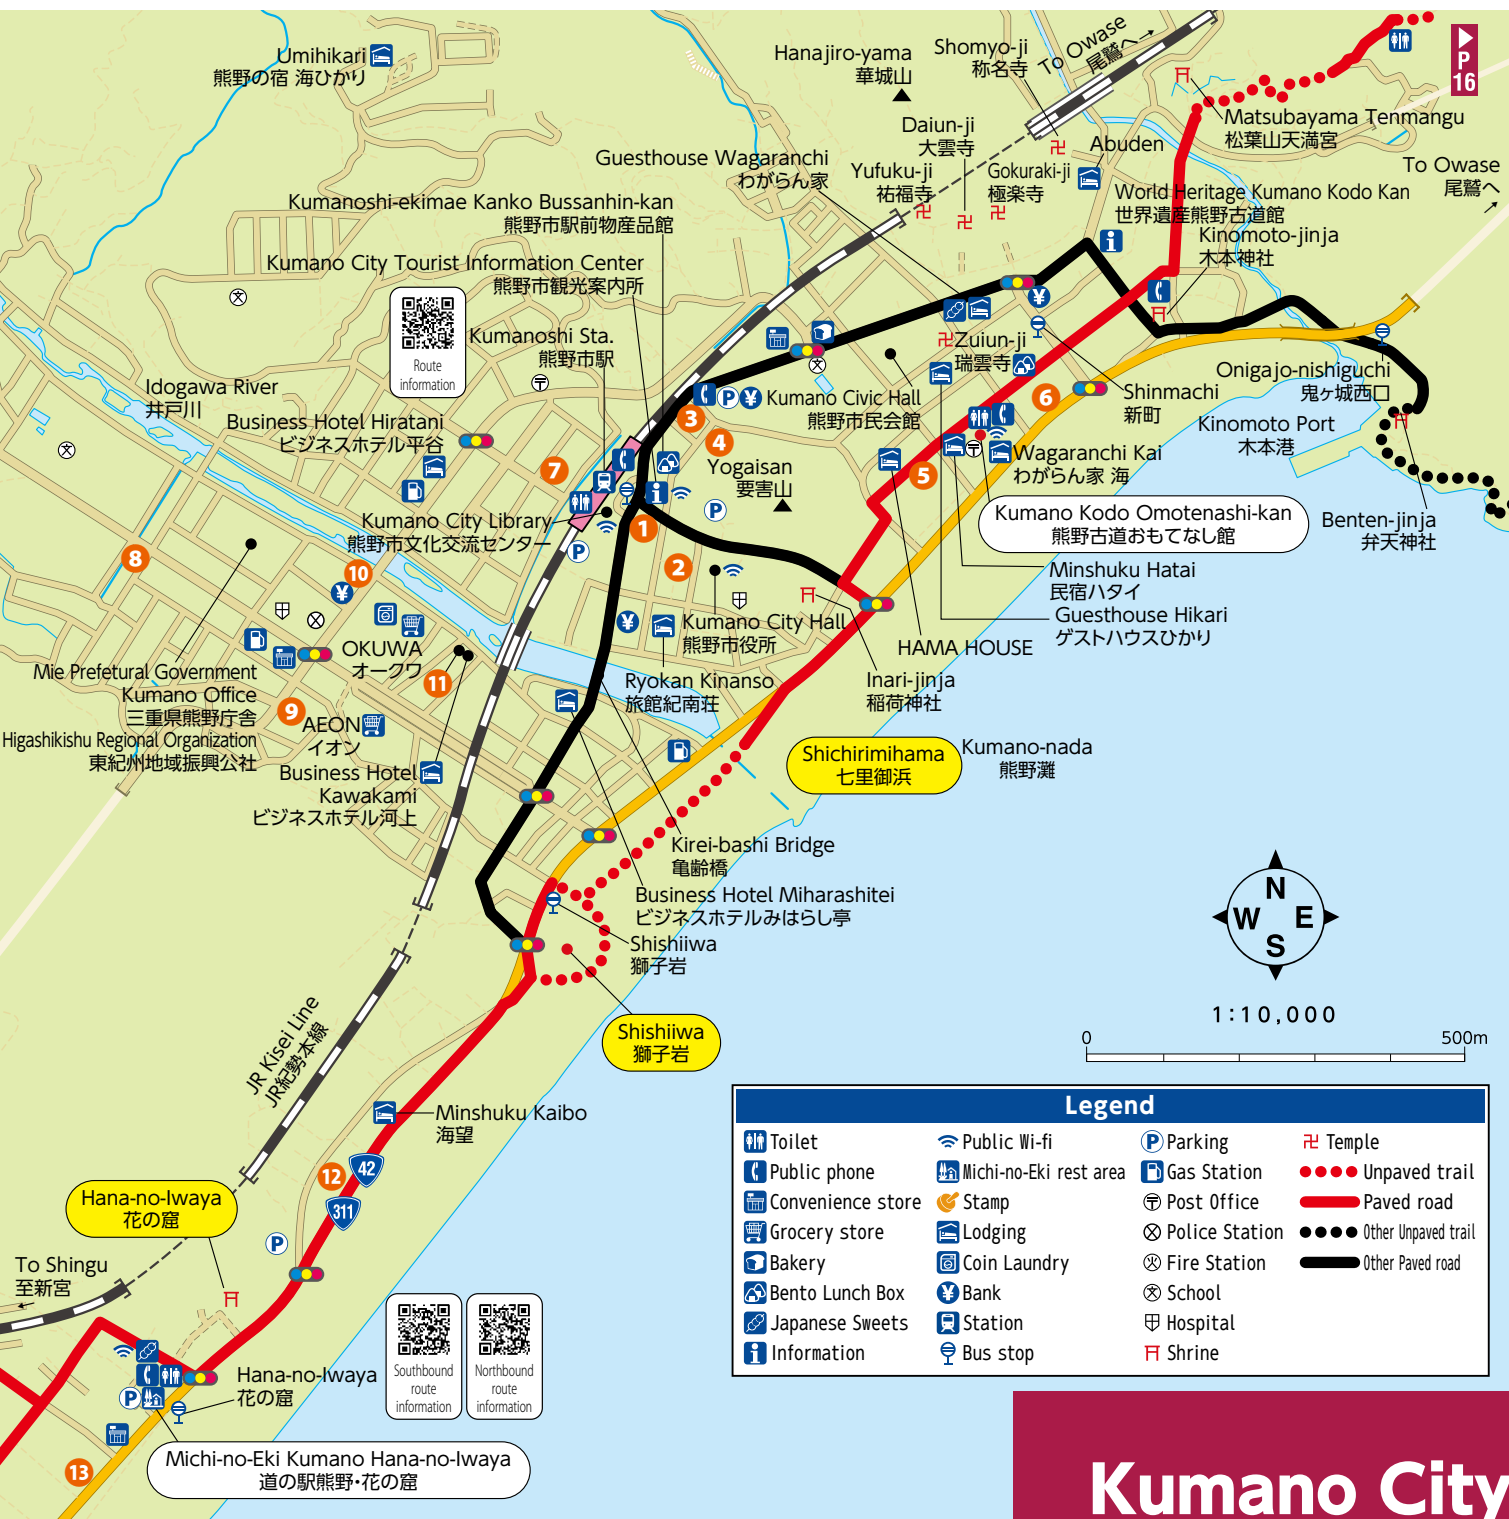 Umihikari
熊野の宿 海ひかり
Hanajiro-yama
華城山
Shomyo-ji
称名寺
To Owase
尾鷲へ
P
16
Matsubayama Tenmangu
松葉山天満宮
Daiun-ji
大雲寺
Abuden
To Owase
尾鷲へ
Guesthouse Wagaranchi
わがらん家
Yufuku-ji
祐福寺
Gokuraki-ji
極楽寺
World Heritage Kumano Kodo Kan
世界遺産熊野古道館
Kumanoshi-ekimae Kanko Bussanhin-kan
熊野市駅前物産品館
Kinomoto-jinja
木本神社
Kumano City Tourist Information Center
熊野市観光案内所
Route
information
Kumanoshi Sta.
熊野市駅
Zuiun-ji
瑞雲寺
Idogawa River
井戸川
Business Hotel Hiratani
ビジネスホテル平谷
Kumano Civic Hall
熊野市民会館
Shinmachi
新町
Onigajo-nishiguchi
鬼ヶ城西口
Kinomoto Port
木本港
3
4
6
7
5
Yogaisan
要害山
Wagaranchi Kai
わがらん家 海
Kumano Kodo Omotenashi-kan
熊野古道おもてなし館
Benten-jinja
弁天神社
Kumano City Library
熊野市文化交流センター
1
2
8
10
Minshuku Hatai
民宿ハタイ
Guesthouse Hikari
ゲストハウスひかり
HAMA HOUSE
Kumano City Hall
熊野市役所
Inari-jinja
稲荷神社
Ryokan Kinanso
旅館紀南荘
OKUWA
オークワ
11
Mie Prefetural Government
Kumano Office
三重県熊野庁舎
Higashikishu Regional Organization
東紀州地域振興公社
9
AEON
イオン
Business Hotel
Kawakami
ビジネスホテル河上
Shichirimihama
七里御浜
Kumano-nada
熊野灘
Kirei-bashi Bridge
亀齢橋
Business Hotel Miharashitei
ビジネスホテルみはらし亭
Shishiiwa
獅子岩
Shishiiwa
獅子岩
N
W E
S
1:10,000
0 500m
JR Kisei Line
JR紀勢本線
Minshuku Kaibo
海望
12
42
311
Hana-no-Iwaya
花の窟
To Shingu
至新宮
Hana-no-Iwaya
花の窟
Southbound
route
information
Northbound
route
information
Michi-no-Eki Kumano Hana-no-Iwaya
道の駅熊野・花の窟
13
Legend
Toilet
Public phone
Convenience store
Grocery store
Bakery
Bento Lunch Box
Japanese Sweets
Information
Public Wi-fi
Michi-no-Eki rest area
Stamp
Lodging
Coin Laundry
Bank
Station
Bus stop
Parking
Gas Station
Post Office
Police Station
Fire Station
School
Hospital
Shrine
Temple
Unpaved trail
Paved road
Other Unpaved trail
Other Paved road
Kumano City